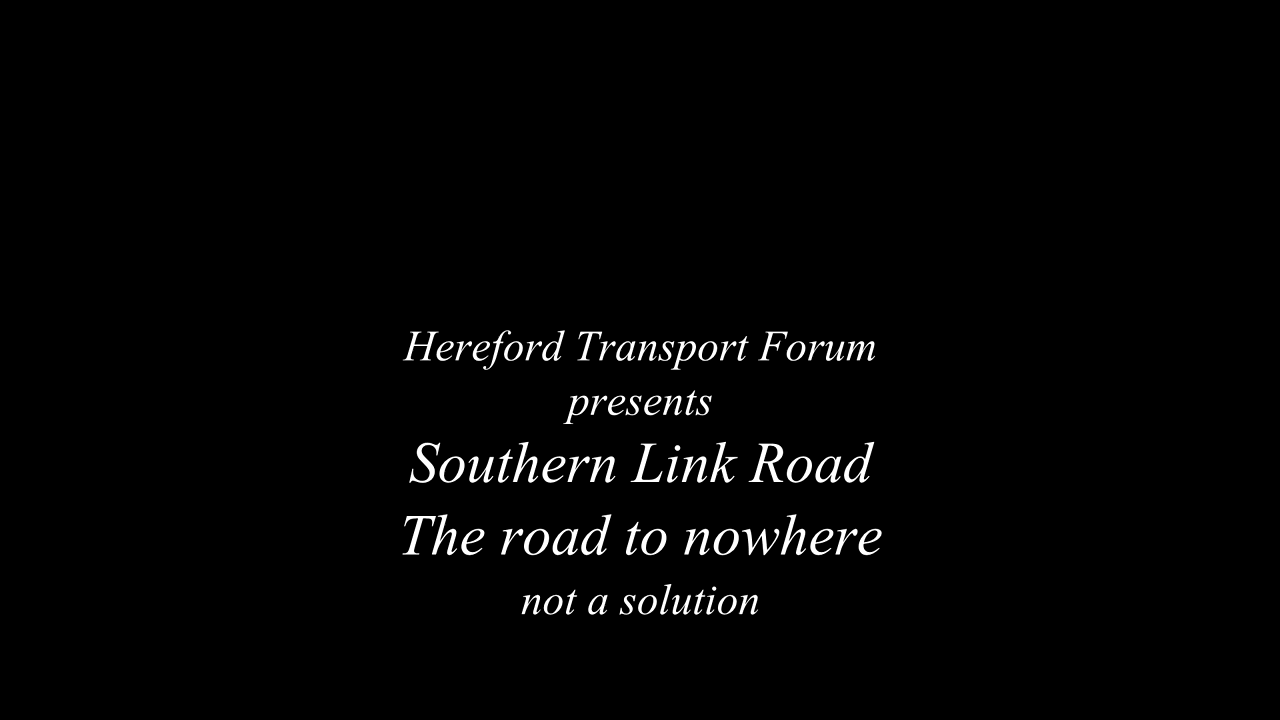 Hereford Transport Forum
presents
Southern Link Road
The road to nowhere
not a solution